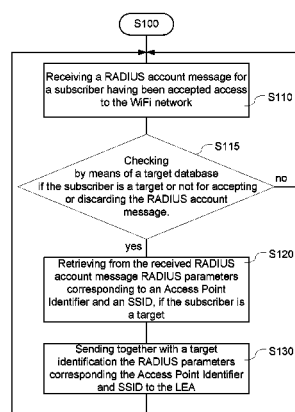 S100
Receiving a RADIUS account message for
a subscriber having been accepted access
to the WiFi network
S110
S115
Checking
by means of a target database
if the subscriber is a target or not for accepting
or discarding the RADIUS account
message.
no
yes
Retrieving from the received RADIUS
account message RADIUS parameters
corresponding to an Access Point
Identifier and an SSID, if the subscriber is
a target
S120
Sending together with a target
identification the RADIUS parameters
corresponding the Access Point Identifier
and SSID to the LEA
S130